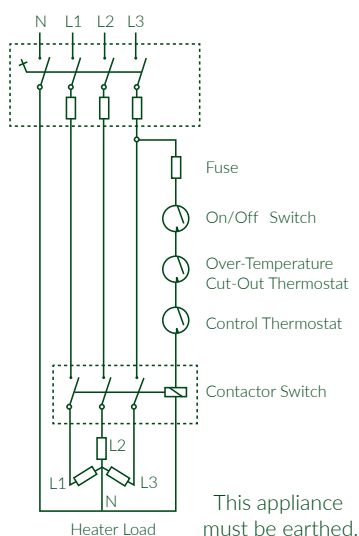 N L1 L2 L3
Fuse
On/Off Switch
Over-Temperature
Cut-Out Thermostat
Control Thermostat
Contactor Switch
L2
L1 L3
N
This appliance
must be earthed.
Heater Load